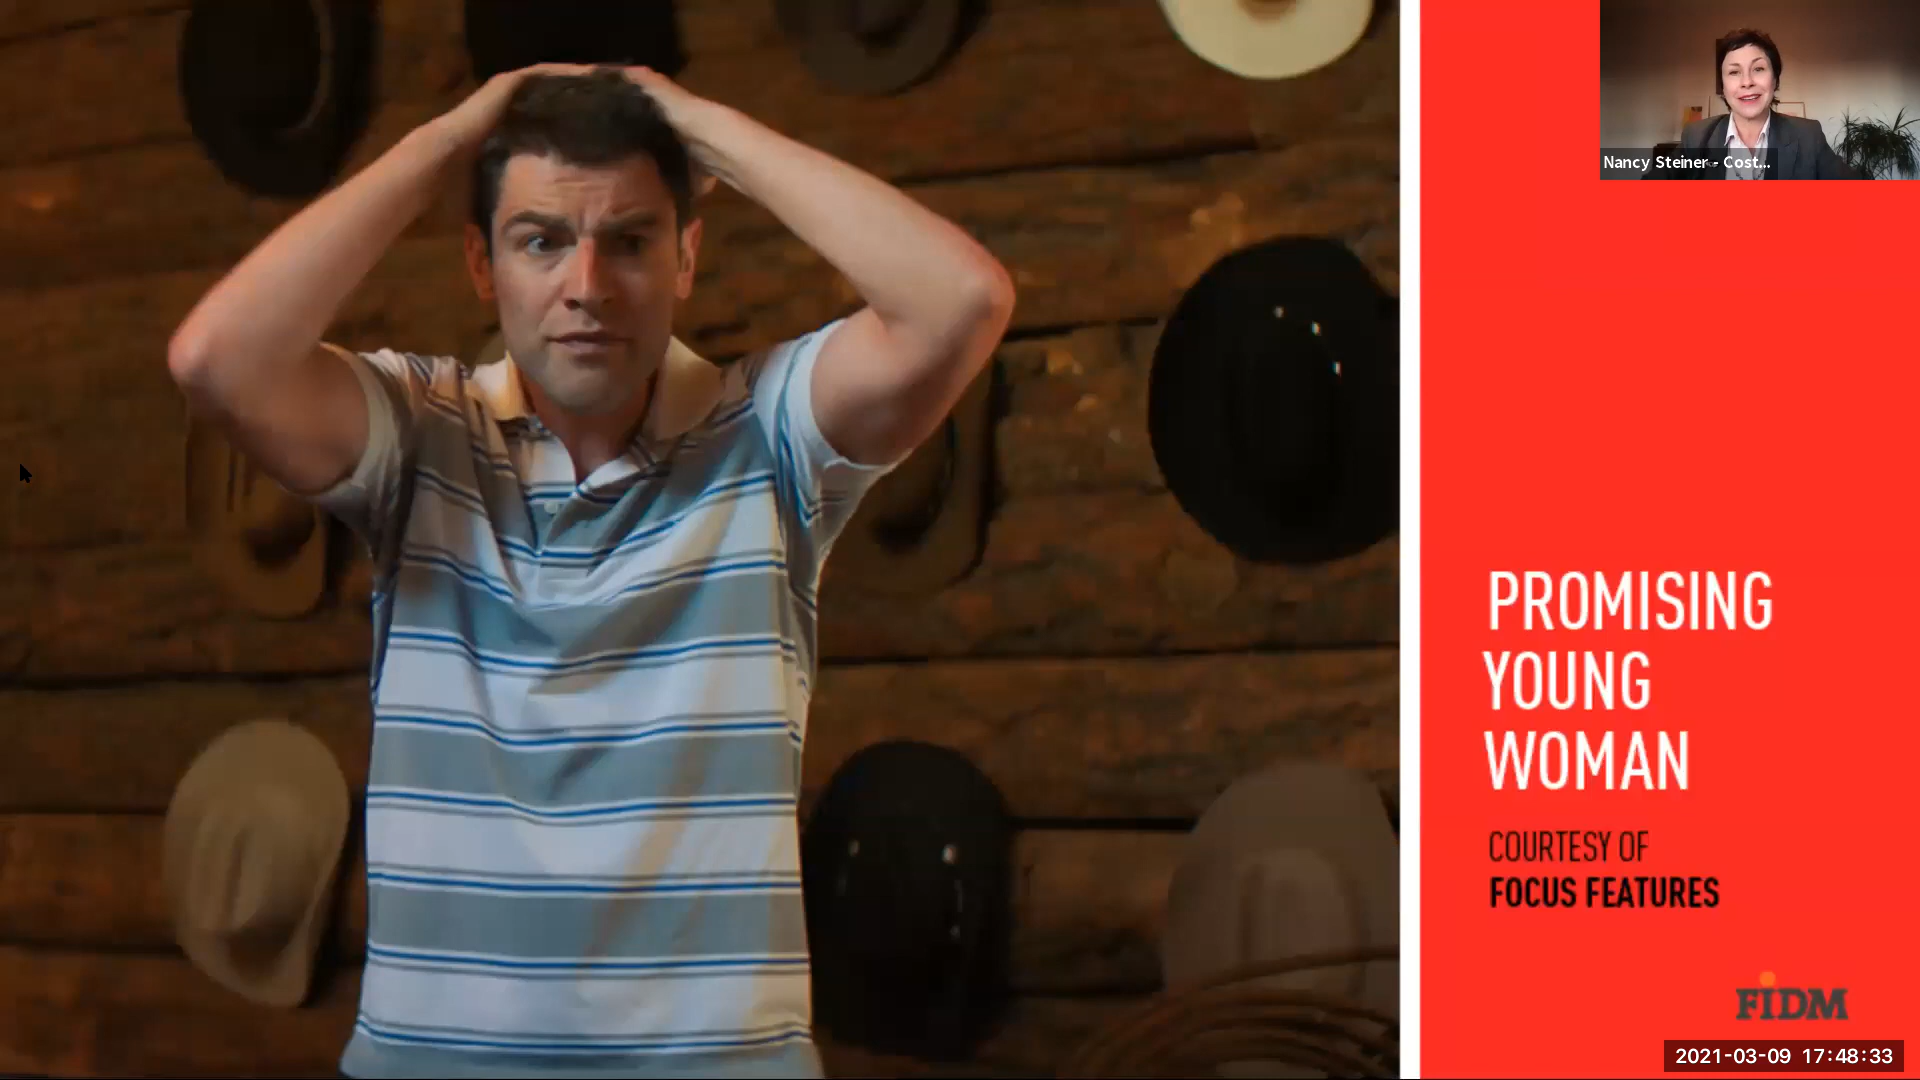 Nancy Steiner - Cost...
PROMISING
YOUNG
WOMAN
COURTESY OF
FOCUS FEATURES
FIDM
2021-03-09 17:48:33